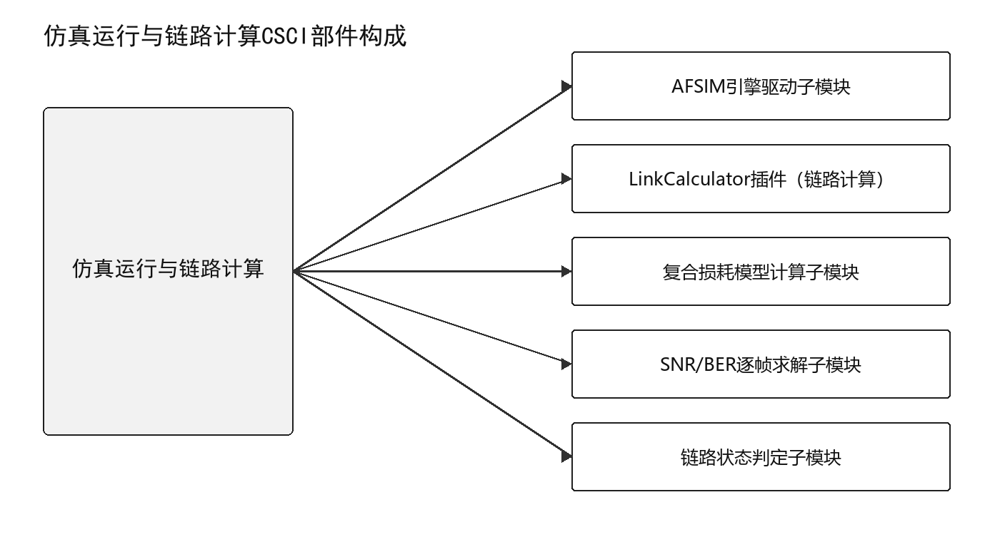 仿真运行与链路计算CSCI部件构成
AFSIM引擎驱动子模块
LinkCalculator插件（链路计算）
仿真运行与链路计算
复合损耗模型计算子模块
SNR/BER逐帧求解子模块
链路状态判定子模块